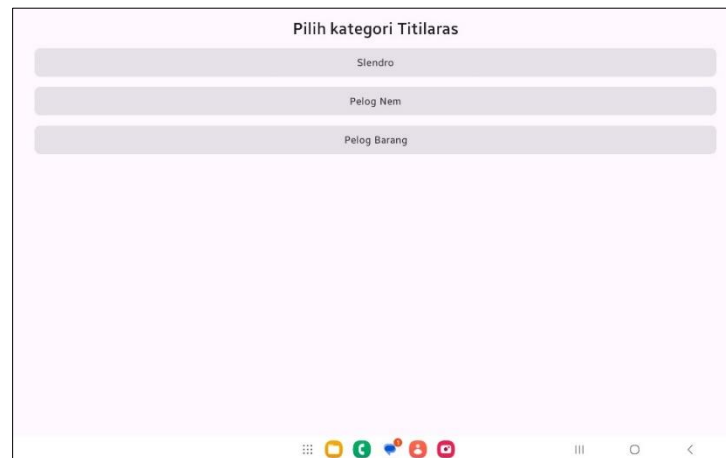 Pilih kategori Titilaras
Slendro
Pelog Nem
Pelog Barang